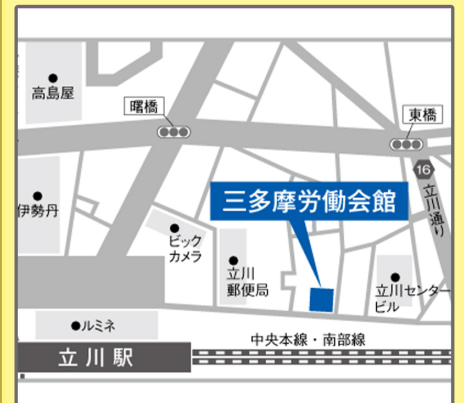 高島屋
曙橋
東橋
16
立川通り
伊勢丹
三多摩労働会館
ビック
カメラ
立川
郵便局
立川センター
ビル
ルミネ
中央本線・南部線
立川駅